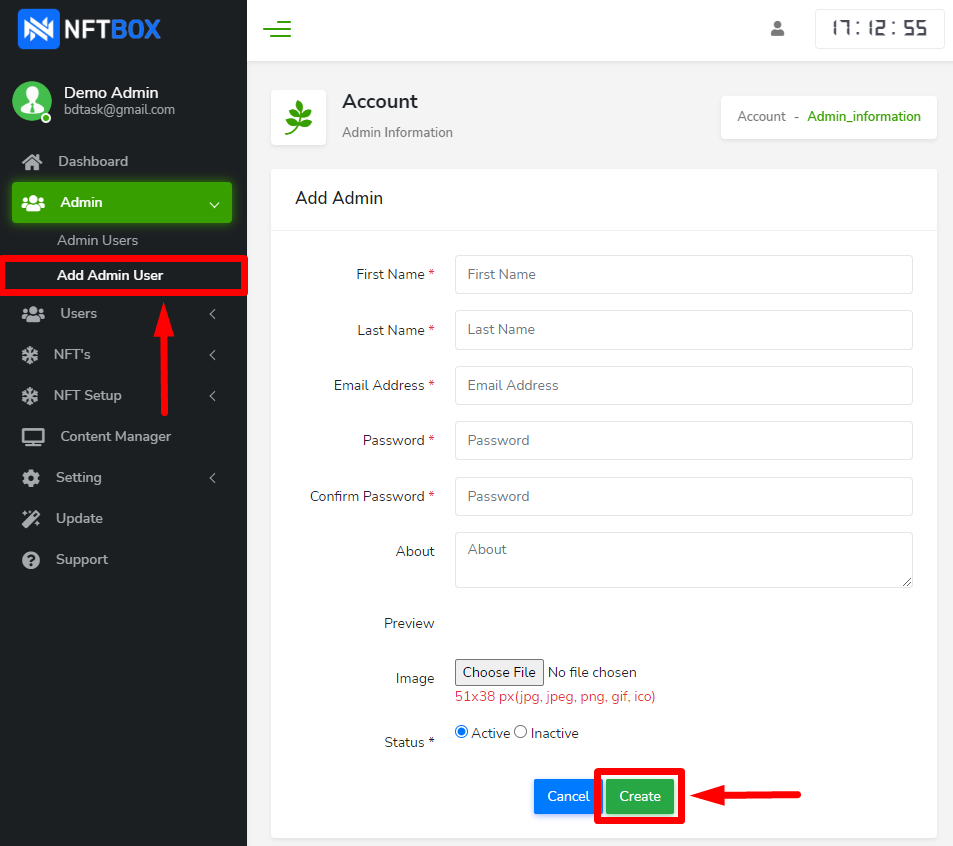 NFTBOX
17:12:55
Demo Admin
bdtask@gmail.com
Dashboard
Admin
Admin Users
Add Admin User
Users
NFT's
NFT Setup
Content Manager
Setting
Update
Support
Account
Admin Information
Account - Admin_information
Add Admin
First Name *
First Name
Last Name *
Last Name
Email Address *
Email Address
Password *
Password
Confirm Password *
Password
About
About
Preview
Image
Choose File No file chosen
51x38 px(jpg, jpeg, png, gif, ico)
Status *
Active Inactive
Cancel
Create